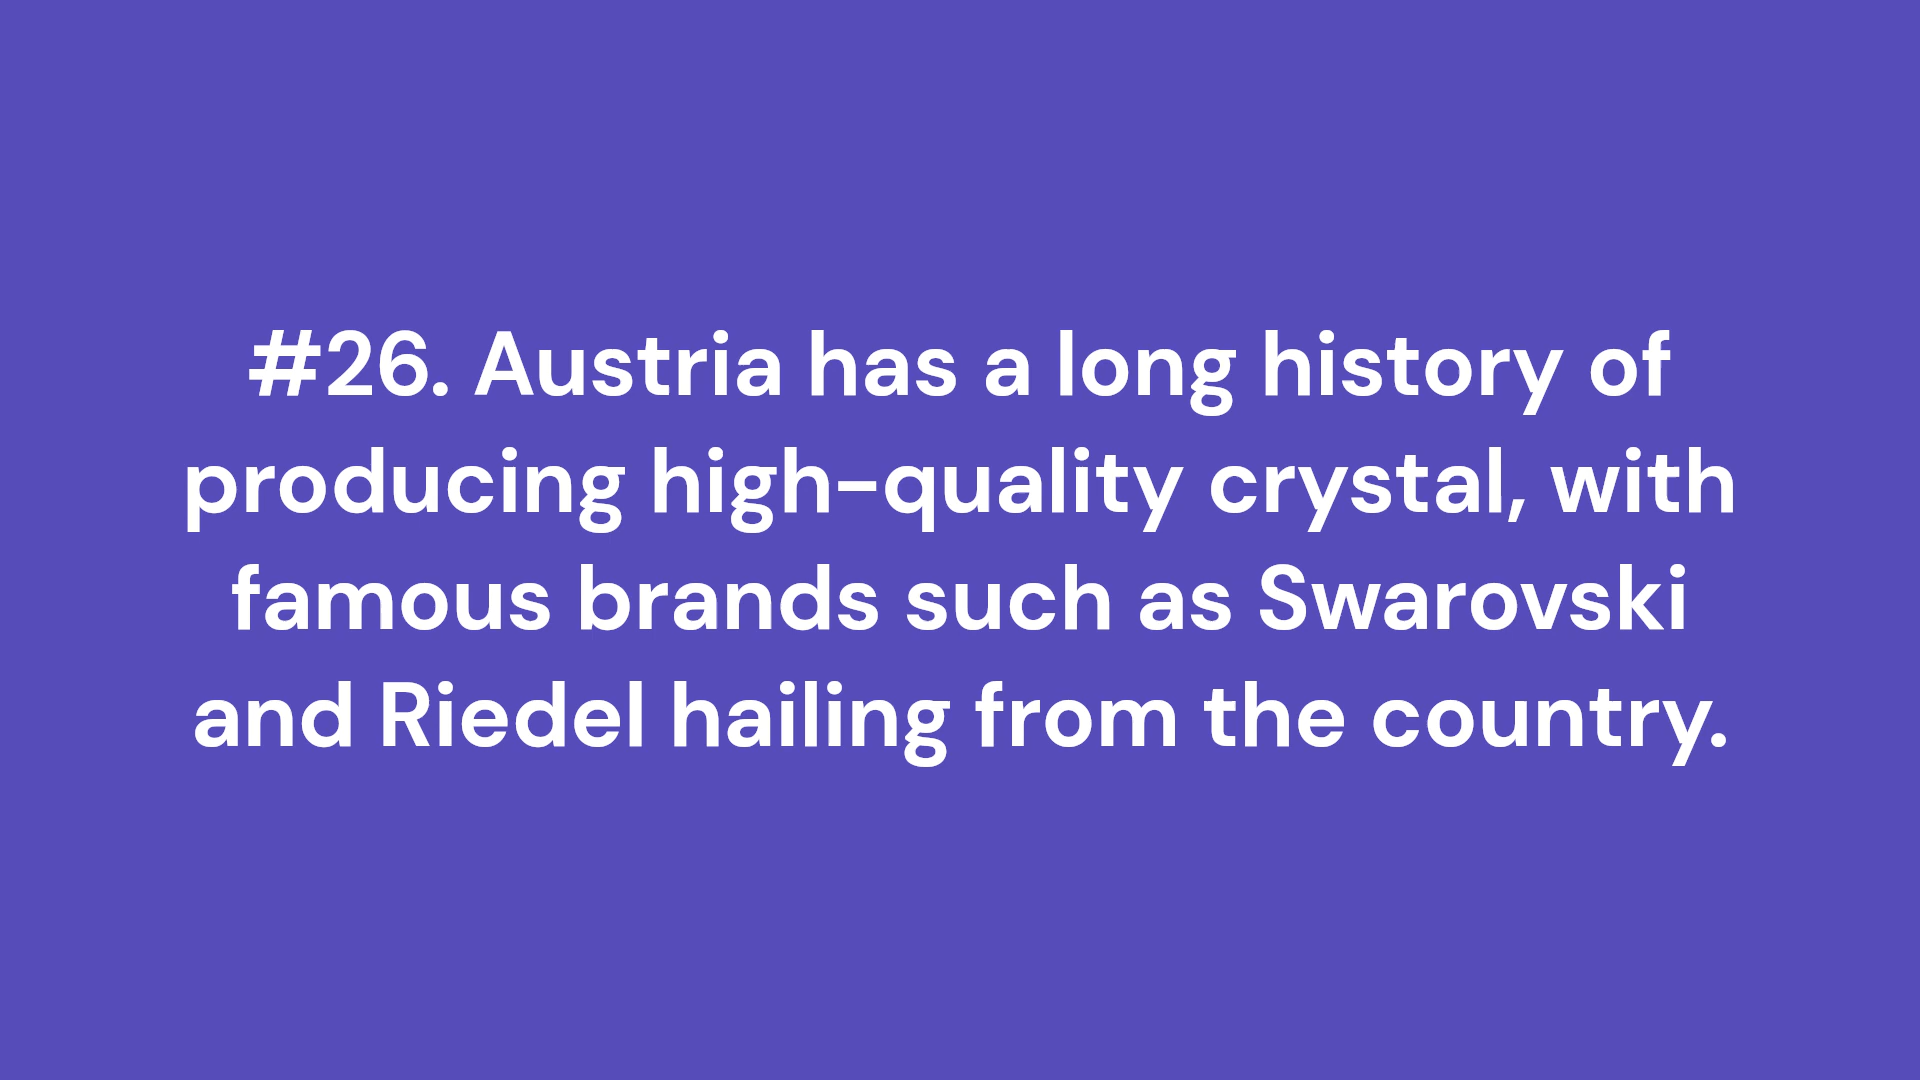 #26. Austria has a long history of
producing high-quality crystal, with
famous brands such as Swarovski
and Riedel hailing from the country.